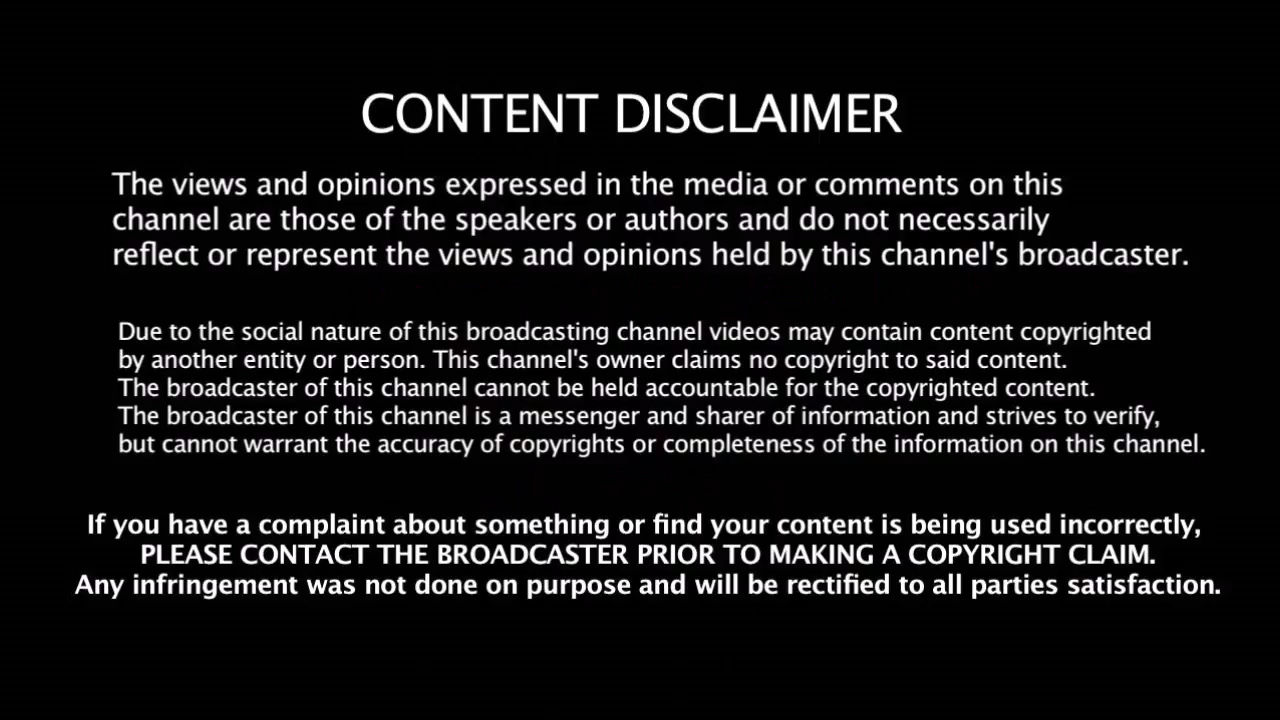 CONTENT DISCLAIMER
The views and opinions expressed in the media or comments on this
channel are those of the speakers or authors and do not necessarily
reflect or represent the views and opinions held by this channel's broadcaster.
Due to the social nature of this broadcasting channel videos may contain content copyrighted
by another entity or person. This channel's owner claims no copyright to said content.
The broadcaster of this channel cannot be held accountable for the copyrighted content.
The broadcaster of this channel is a messenger and sharer of information and strives to verify,
but cannot warrant the accuracy of copyrights or completeness of the information on this channel.
If you have a complaint about something or find your content is being used incorrectly,
PLEASE CONTACT THE BROADCASTER PRIOR TO MAKING A COPYRIGHT CLAIM.
Any infringement was not done on purpose and will be rectified to all parties satisfaction.